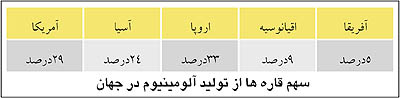 آفریقا اقیانوسیه اروپا آسیا آمریکا
۵درصد ۹درصد ۳۳درصد ۲۴درصد ۲۹درصد
سهم قاره ها از تولید آلومینیوم در جهان